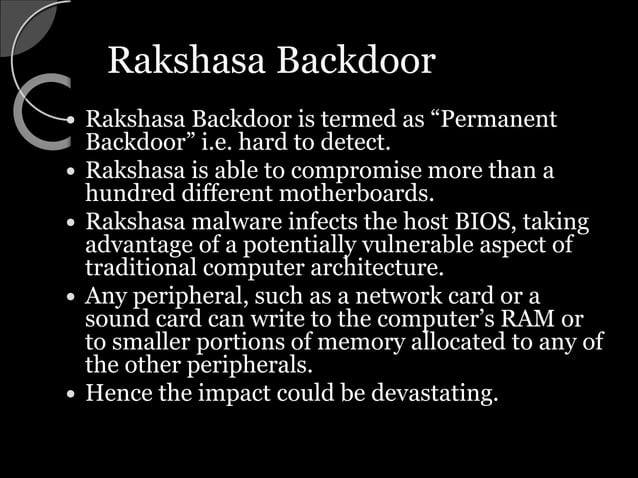 Rakshasa Backdoor
• Rakshasa Backdoor is termed as “Permanent
Backdoor” i.e. hard to detect.
• Rakshasa is able to compromise more than a
hundred different motherboards.
• Rakshasa malware infects the host BIOS, taking
advantage of a potentially vulnerable aspect of
traditional computer architecture.
• Any peripheral, such as a network card or a
sound card can write to the computer’s RAM or
to smaller portions of memory allocated to any of
the other peripherals.
• Hence the impact could be devastating.